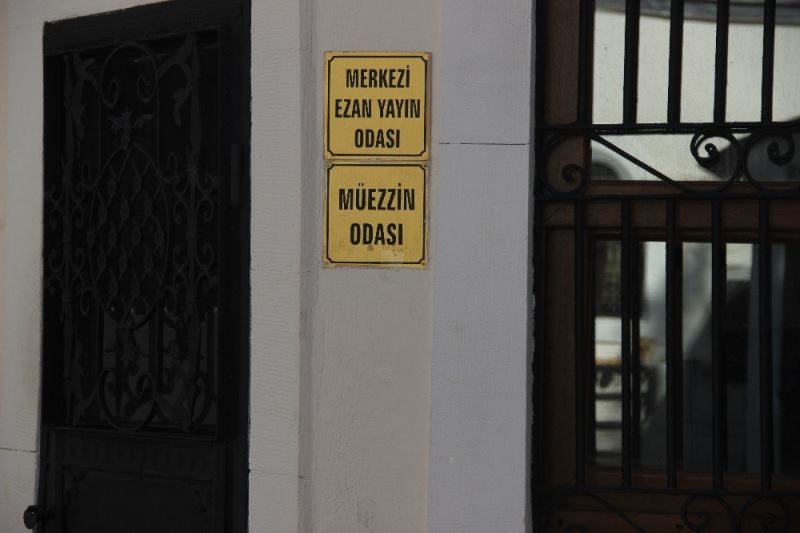 MERKEZİ
EZAN YAYIN
ODASI
MÜEZZİN
ODASI